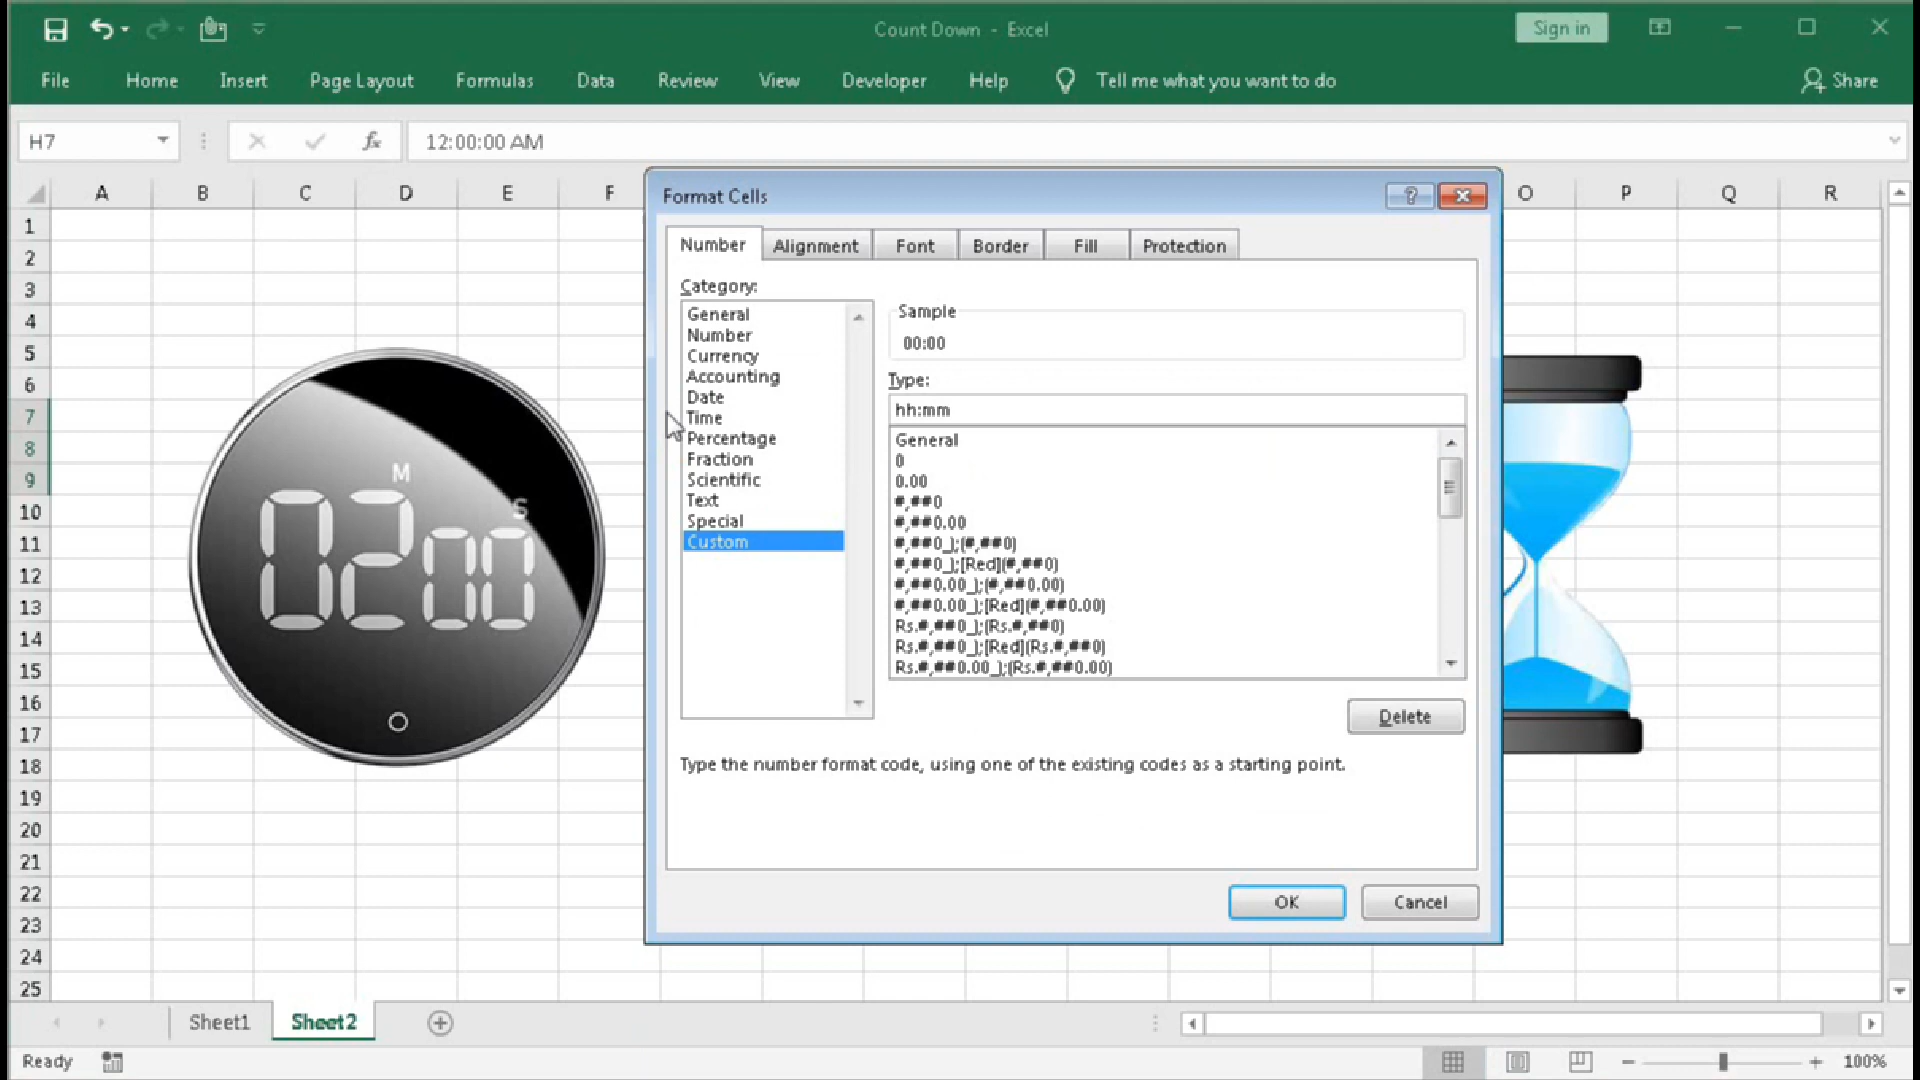 Count Down - Excel
Sign in
File Home Insert Page Layout Formulas Data Review View Developer Help Tell me what you want to do Share
H7 fx 12:00:00 AM
A B C D E F O P Q R
Format Cells
?
Number Alignment Font Border Fill Protection
Category:
General
Number
Currency
Accounting
Date
Time
Percentage
Fraction
Scientific
Text
Special
Custom
Sample
00:00
Type:
hh:mm
General
0
0.00
#,##0
#,##0.00
#,##0_);(#,##0)
#,##0_);[Red](#,##0)
#,##0.00_);(#,##0.00)
#,##0.00_);[Red](#,##0.00)
Rs.#,##0_);(Rs.#,##0)
Rs.#,##0_);[Red](Rs.#,##0)
Rs.#,##0.00_);(Rs.#,##0.00)
Delete
Type the number format code, using one of the existing codes as a starting point.
OK Cancel
1
2
3
4
5
6
7
8
9
10
11
12
13
14
15
16
17
18
19
20
21
22
23
24
25
M S
02 00
Sheet1 Sheet2
Ready
100%